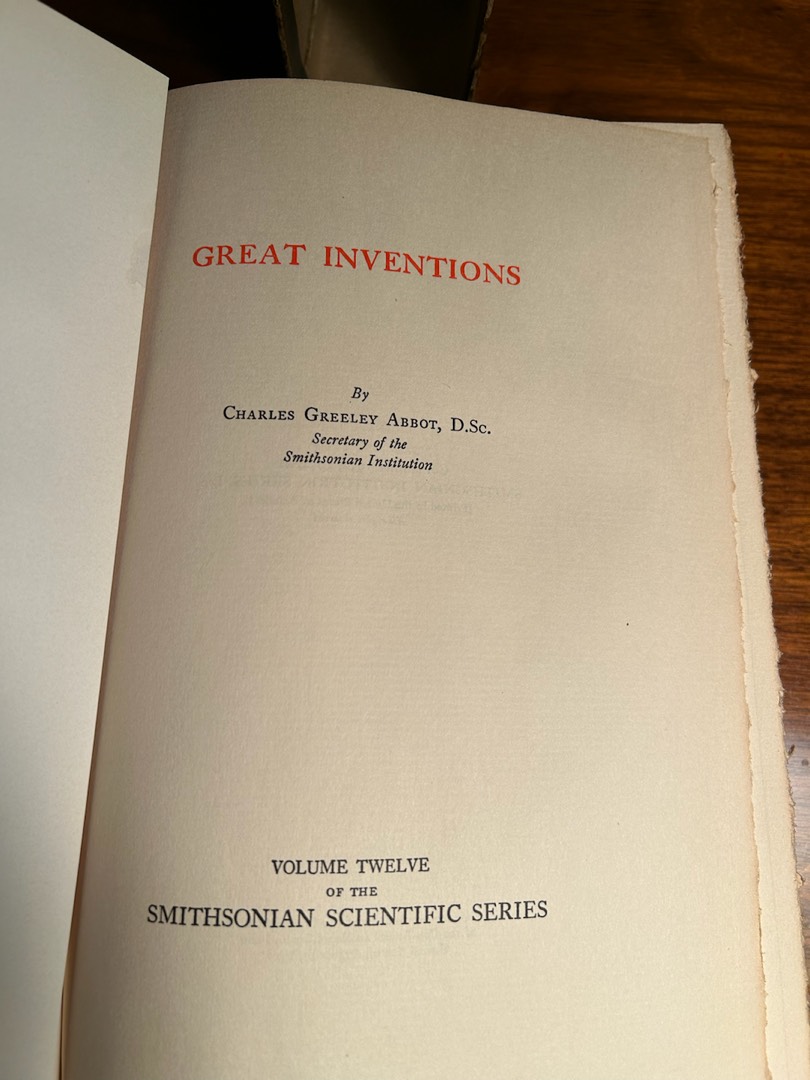 GREAT INVENTIONS
By
CHARLES GREELEY ABBOT, D.Sc.
Secretary of the
Smithsonian Institution
VOLUME TWELVE
OF THE
SMITHSONIAN SCIENTIFIC SERIES